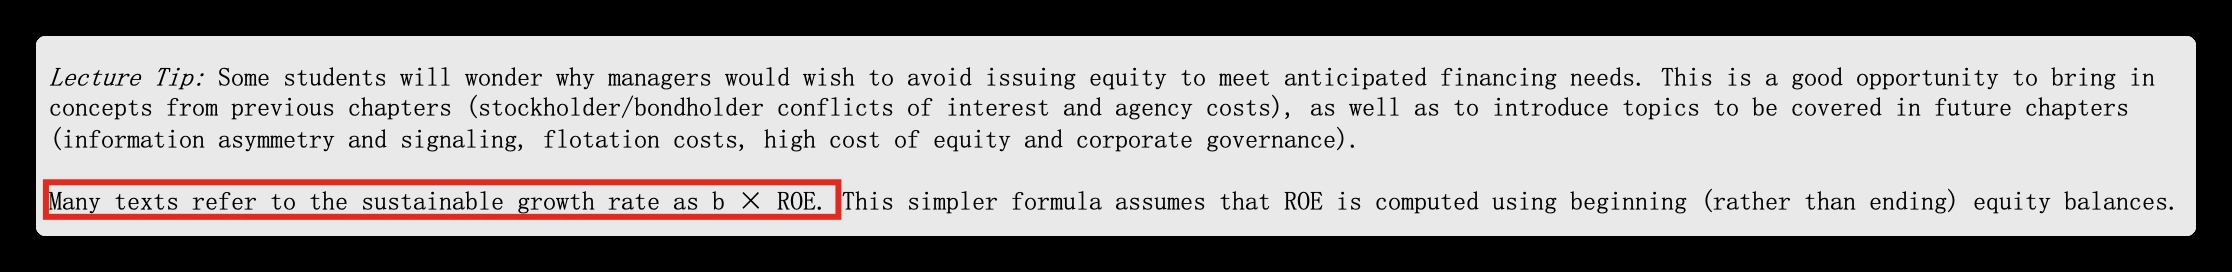 Lecture Tip: Some students will wonder why managers would wish to avoid issuing equity to meet anticipated financing needs. This is a good opportunity to bring in
concepts from previous chapters (stockholder/bondholder conflicts of interest and agency costs), as well as to introduce topics to be covered in future chapters
(information asymmetry and signaling, flotation costs, high cost of equity and corporate governance).
Many texts refer to the sustainable growth rate as b × ROE. This simpler formula assumes that ROE is computed using beginning (rather than ending) equity balances.